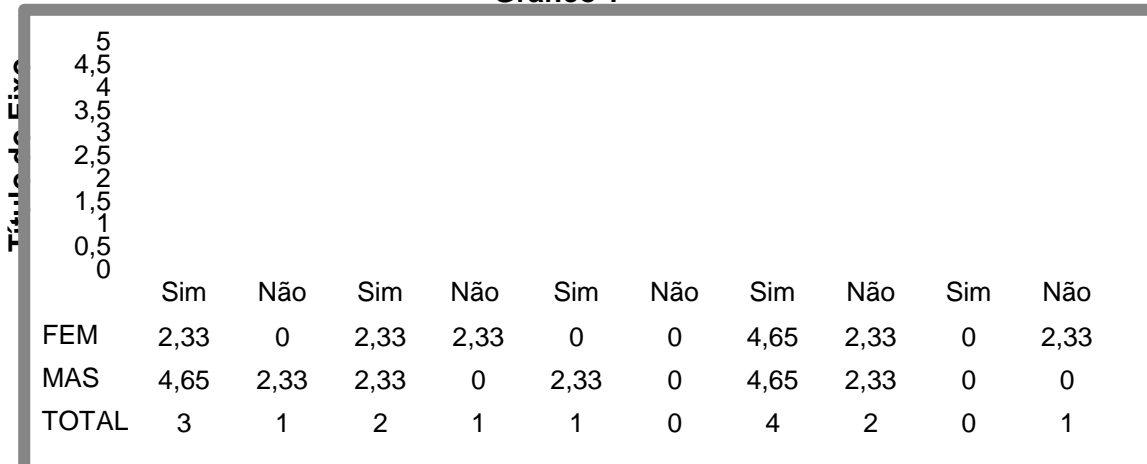 5
4,5
4
3,5
3
2,5
2
1,5
1
0,5
0
Sim Não Sim Não Sim Não Sim Não Sim Não
FEM 2,33 0 2,33 2,33 0 0 4,65 2,33 0 2,33
MAS 4,65 2,33 2,33 0 2,33 0 4,65 2,33 0 0
TOTAL 3 1 2 1 1 0 4 2 0 1